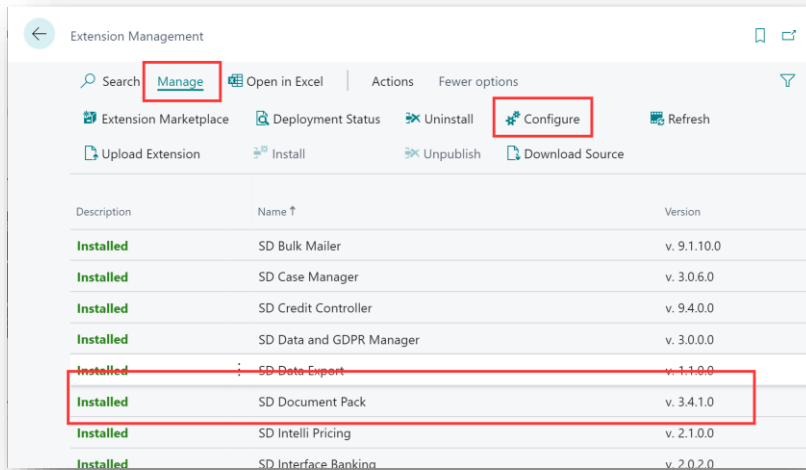 Extension Management
Search Manage Open in Excel Actions Fewer options
Extension Marketplace Deployment Status Uninstall Configure Refresh
Upload Extension Install Unpublish Download Source
Description Name ↑ Version
Installed SD Bulk Mailer v. 9.1.10.0
Installed SD Case Manager v. 3.0.6.0
Installed SD Credit Controller v. 9.4.0.0
Installed SD Data and GDPR Manager v. 3.0.0.0
Installed SD Data Export v. 1.1.0.0
Installed SD Document Pack v. 3.4.1.0
Installed SD Intelli Pricing v. 2.1.0.0
Installed SD Interface Banking v. 2.0.2.0